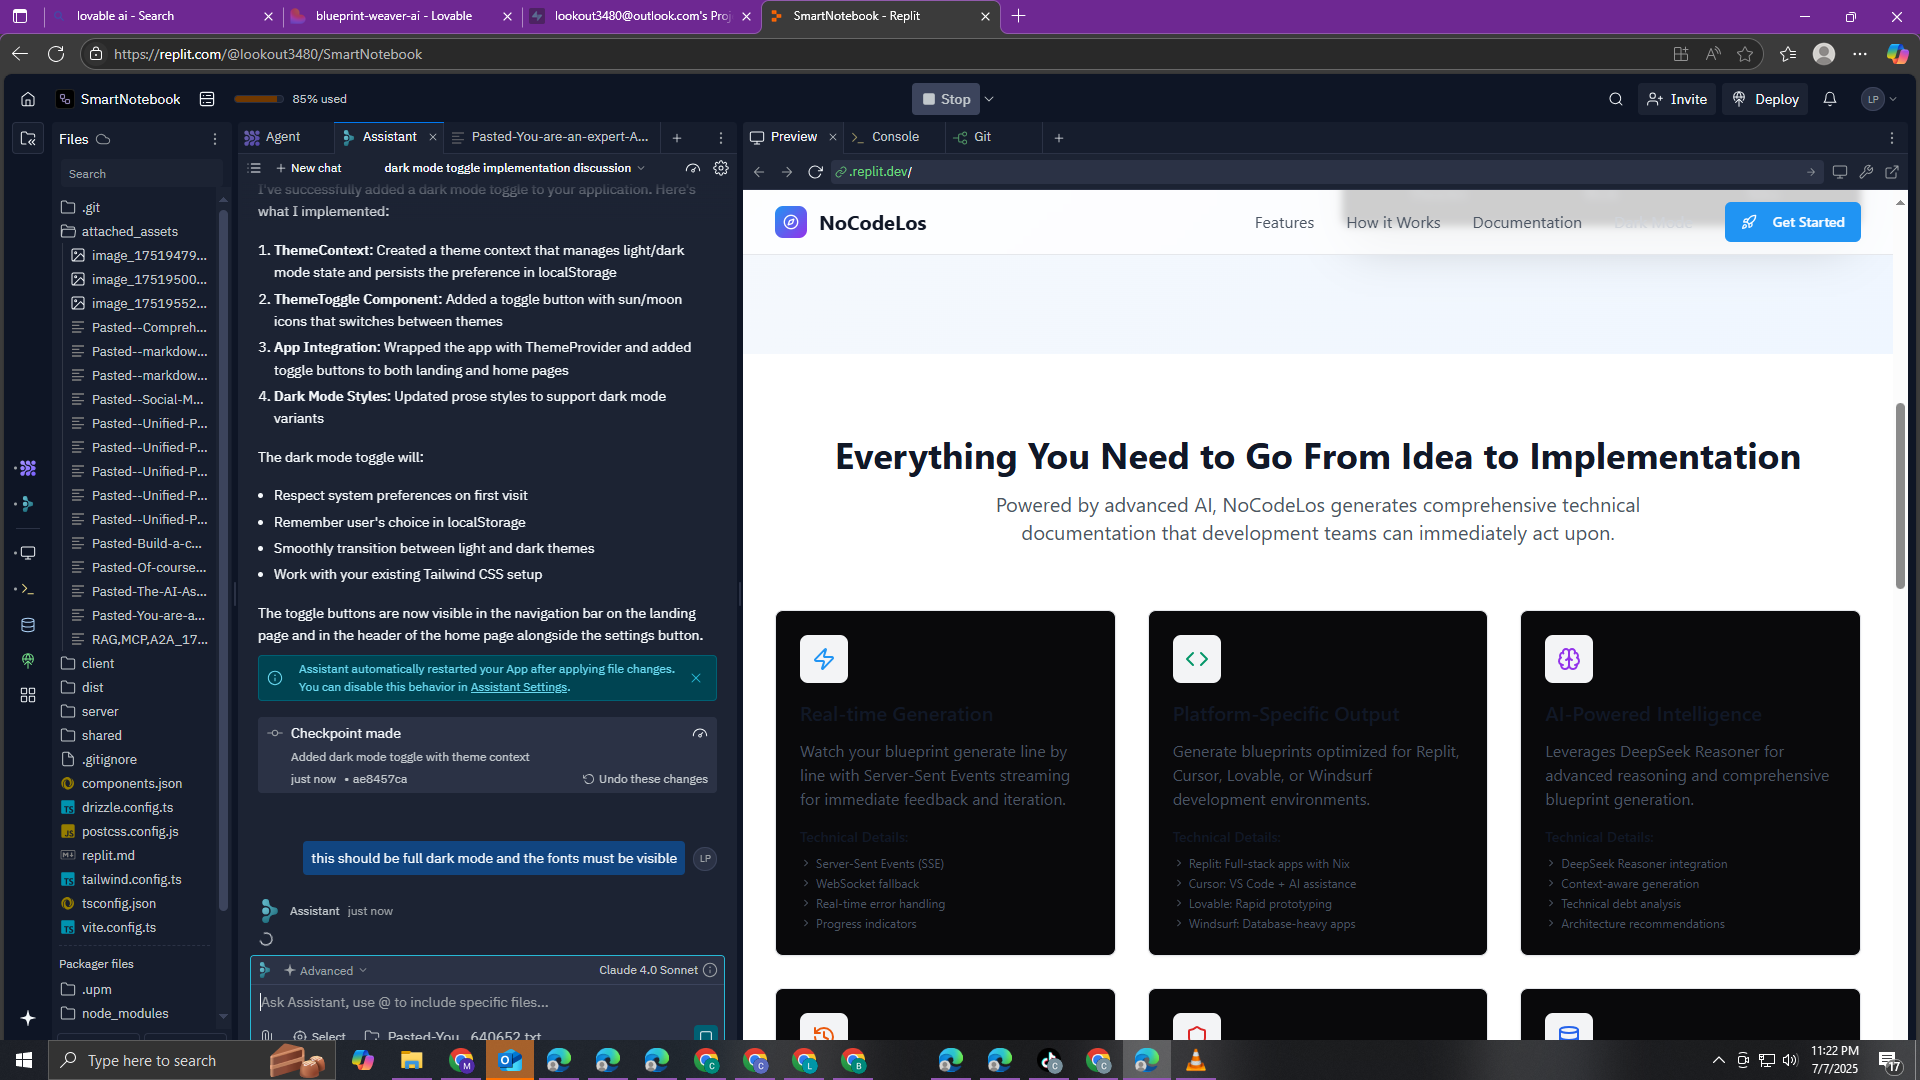 lovable ai - Search
blueprint-weaver-ai - Lovable
lookout3480@outlook.com's Proj
SmartNotebook - Replit
https://replit.com/@lookout3480/SmartNotebook
SmartNotebook
85% used
Stop
Invite
Deploy
LP
Files
Agent
Assistant
Pasted-You-are-an-expert-A...
Preview
Console
Git
Search
New chat
dark mode toggle implementation discussion
.replit.dev/
.git
attached_assets
image_17519479...
image_17519500...
image_17519552...
Pasted--Compreh...
Pasted--markdow...
Pasted--markdow...
Pasted--Social-M...
Pasted--Unified-P...
Pasted--Unified-P...
Pasted--Unified-P...
Pasted--Unified-P...
Pasted--Unified-P...
Pasted-Build-a-c...
Pasted-Of-course...
Pasted-The-AI-As...
Pasted-You-are-a...
RAG,MCP,A2A_17...
client
dist
server
shared
.gitignore
components.json
drizzle.config.ts
postcss.config.js
replit.md
tailwind.config.ts
tsconfig.json
vite.config.ts
Packager files
.upm
node_modules
I've successfully added a dark mode toggle to your application. Here's
what I implemented:
1. ThemeContext: Created a theme context that manages light/dark
mode state and persists the preference in localStorage
2. ThemeToggle Component: Added a toggle button with sun/moon
icons that switches between themes
3. App Integration: Wrapped the app with ThemeProvider and added
toggle buttons to both landing and home pages
4. Dark Mode Styles: Updated prose styles to support dark mode
variants
The dark mode toggle will:
• Respect system preferences on first visit
• Remember user's choice in localStorage
• Smoothly transition between light and dark themes
• Work with your existing Tailwind CSS setup
The toggle buttons are now visible in the navigation bar on the landing
page and in the header of the home page alongside the settings button.
Assistant automatically restarted your App after applying file changes.
You can disable this behavior in Assistant Settings.
Checkpoint made
Added dark mode toggle with theme context
just now • ae8457ca
Undo these changes
this should be full dark mode and the fonts must be visible
LP
Assistant just now
Advanced
Claude 4.0 Sonnet
Ask Assistant, use @ to include specific files...
Select
Pasted-You__640652.txt
NoCodeLos
Features
How it Works
Documentation
Dark Mode
Get Started
Everything You Need to Go From Idea to Implementation
Powered by advanced AI, NoCodeLos generates comprehensive technical
documentation that development teams can immediately act upon.
Real-time Generation
Watch your blueprint generate line by
line with Server-Sent Events streaming
for immediate feedback and iteration.
Technical Details:
Server-Sent Events (SSE)
WebSocket fallback
Real-time error handling
Progress indicators
Platform-Specific Output
Generate blueprints optimized for Replit,
Cursor, Lovable, or Windsurf
development environments.
Technical Details:
Replit: Full-stack apps with Nix
Cursor: VS Code + AI assistance
Lovable: Rapid prototyping
Windsurf: Database-heavy apps
AI-Powered Intelligence
Leverages DeepSeek Reasoner for
advanced reasoning and comprehensive
blueprint generation.
Technical Details:
DeepSeek Reasoner integration
Context-aware generation
Technical debt analysis
Architecture recommendations
Type here to search
11:22 PM
7/7/2025
17